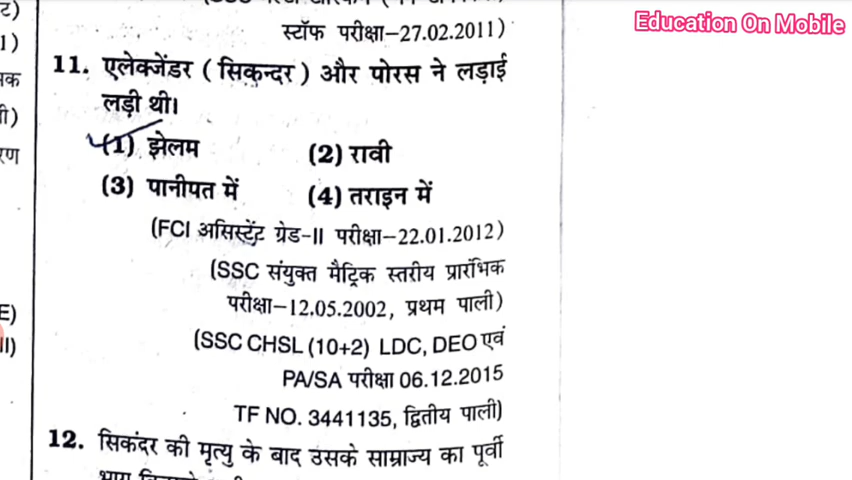 Education On Mobile
स्टॉफ परीक्षा–27.02.2011)
11. एलेक्जेंडर (सिकन्दर) और पोरस ने लड़ाई
लड़ी थी।
(1) झेलम (2) रावी
(3) पानीपत में (4) तराइन में
(FCI असिस्टेंट ग्रेड-II परीक्षा–22.01.2012)
(SSC संयुक्त मैट्रिक स्तरीय प्रारंभिक
परीक्षा–12.05.2002, प्रथम पाली)
(SSC CHSL (10+2) LDC, DEO एवं
PA/SA परीक्षा 06.12.2015
TF NO. 3441135, द्वितीय पाली)
12. सिकंदर की मृत्यु के बाद उसके साम्राज्य का पूर्वी